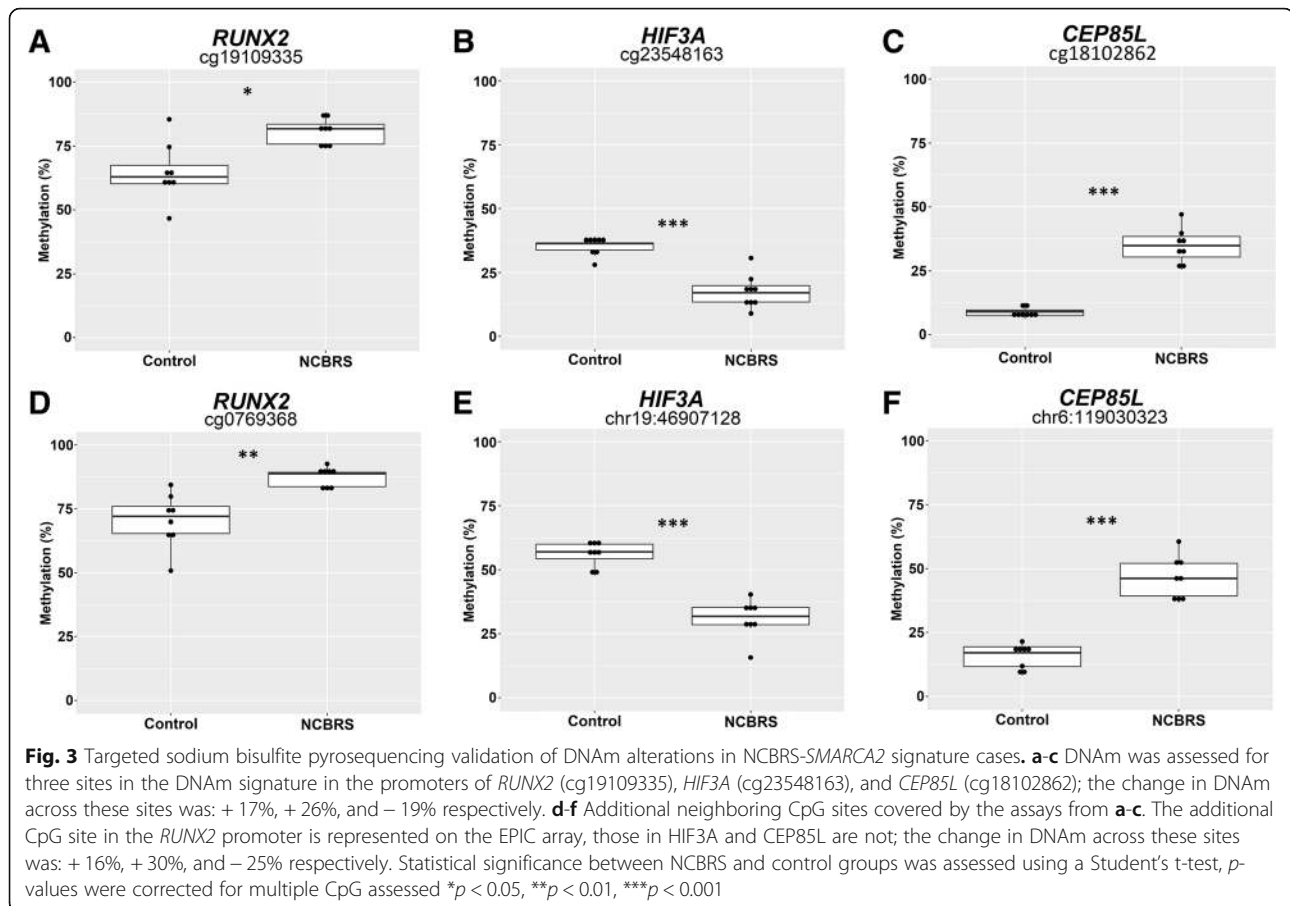 A
RUNX2
cg19109335
Methylation (%)
100
75
50
25
0
*
Control
NCBRS
B
HIF3A
cg23548163
Methylation (%)
100
75
50
25
0
***
Control
NCBRS
C
CEP85L
cg18102862
Methylation (%)
100
75
50
25
0
***
Control
NCBRS
D
RUNX2
cg0769368
Methylation (%)
100
75
50
25
0
**
Control
NCBRS
E
HIF3A
chr19:46907128
Methylation (%)
100
75
50
25
0
***
Control
NCBRS
F
CEP85L
chr6:119030323
Methylation (%)
100
75
50
25
0
***
Control
NCBRS
Fig. 3 Targeted sodium bisulfite pyrosequencing validation of DNAm alterations in NCBRS-SMARCA2 signature cases. a-c DNAm was assessed for
three sites in the DNAm signature in the promoters of RUNX2 (cg19109335), HIF3A (cg23548163), and CEP85L (cg18102862); the change in DNAm
across these sites was: + 17%, + 26%, and − 19% respectively. d-f Additional neighboring CpG sites covered by the assays from a-c. The additional
CpG site in the RUNX2 promoter is represented on the EPIC array, those in HIF3A and CEP85L are not; the change in DNAm across these sites
was: + 16%, + 30%, and − 25% respectively. Statistical significance between NCBRS and control groups was assessed using a Student's t-test, p-
values were corrected for multiple CpG assessed *p < 0.05, **p < 0.01, ***p < 0.001